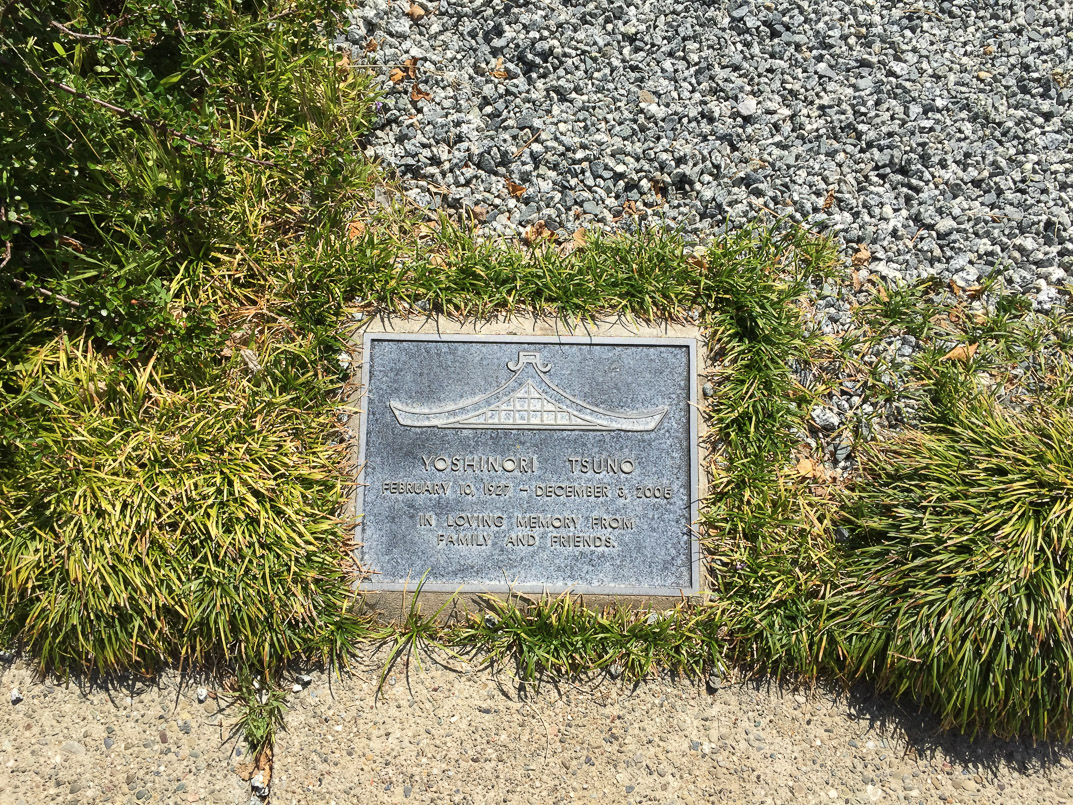 YOSHINORI TSUNO
FEBRUARY 10, 1927 – DECEMBER 3, 2005
IN LOVING MEMORY FROM
FAMILY AND FRIENDS.